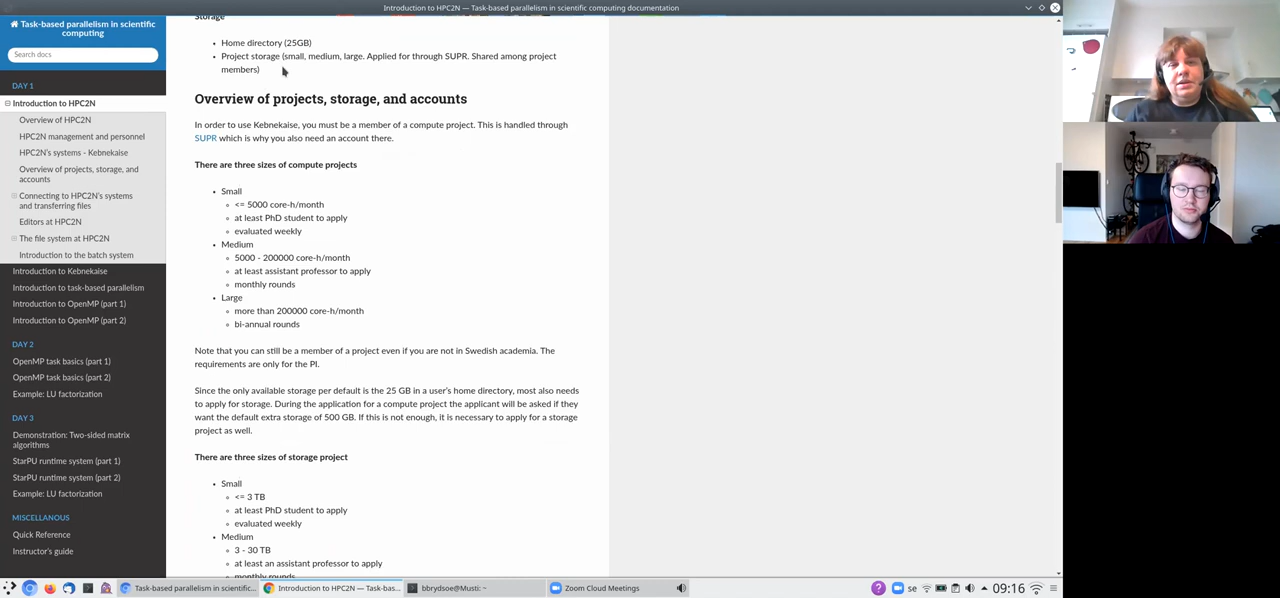 Introduction to HPC2N — Task-based parallelism in scientific computing documentation
Task-based parallelism in scientific
computing
Search docs
DAY 1
Introduction to HPC2N
Overview of HPC2N
HPC2N management and personnel
HPC2N's systems - Kebnekaise
Overview of projects, storage, and
accounts
Connecting to HPC2N's systems
and transferring files
Editors at HPC2N
The file system at HPC2N
Introduction to the batch system
Introduction to Kebnekaise
Introduction to task-based parallelism
Introduction to OpenMP (part 1)
Introduction to OpenMP (part 2)
DAY 2
OpenMP task basics (part 1)
OpenMP task basics (part 2)
Example: LU factorization
DAY 3
Demonstration: Two-sided matrix
algorithms
StarPU runtime system (part 1)
StarPU runtime system (part 2)
Example: LU factorization
MISCELLANEOUS
Quick Reference
Instructor's guide
Storage
Home directory (25GB)
Project storage (small, medium, large. Applied for through SUPR. Shared among project
members)
Overview of projects, storage, and accounts
In order to use Kebnekaise, you must be a member of a compute project. This is handled through
SUPR which is why you also need an account there.
There are three sizes of compute projects
Small
<= 5000 core-h/month
at least PhD student to apply
evaluated weekly
Medium
5000 - 200000 core-h/month
at least assistant professor to apply
monthly rounds
Large
more than 200000 core-h/month
bi-annual rounds
Note that you can still be a member of a project even if you are not in Swedish academia. The
requirements are only for the PI.
Since the only available storage per default is the 25 GB in a user's home directory, most also needs
to apply for storage. During the application for a compute project the applicant will be asked if they
want the default extra storage of 500 GB. If this is not enough, it is necessary to apply for a storage
project as well.
There are three sizes of storage project
Small
<= 3 TB
at least PhD student to apply
evaluated weekly
Medium
3 - 30 TB
at least an assistant professor to apply
monthly rounds
Task-based parallelism in scientific...
Introduction to HPC2N — Task-bas...
bbrydsoe@Musti: ~
Zoom Cloud Meetings
se
09:16